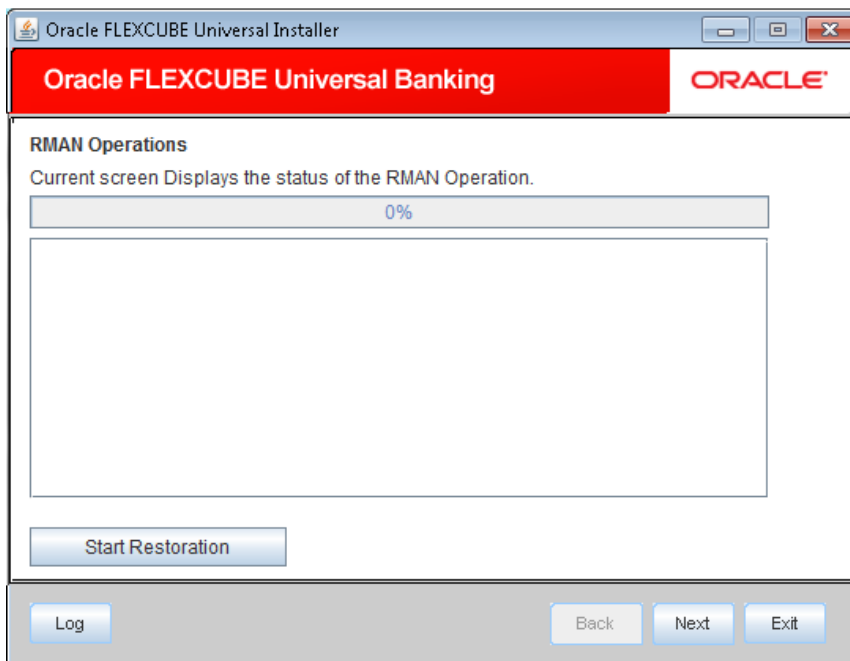 Oracle FLEXCUBE Universal Installer
Oracle FLEXCUBE Universal Banking
ORACLE
RMAN Operations
Current screen Displays the status of the RMAN Operation.
0%
Start Restoration
Log
Back
Next
Exit